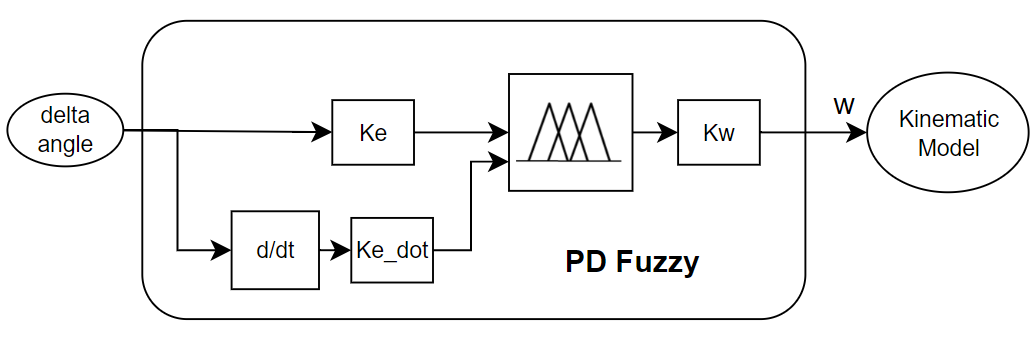 delta
angle
Ke
Kw
w
Kinematic
Model
d/dt
Ke_dot
PD Fuzzy